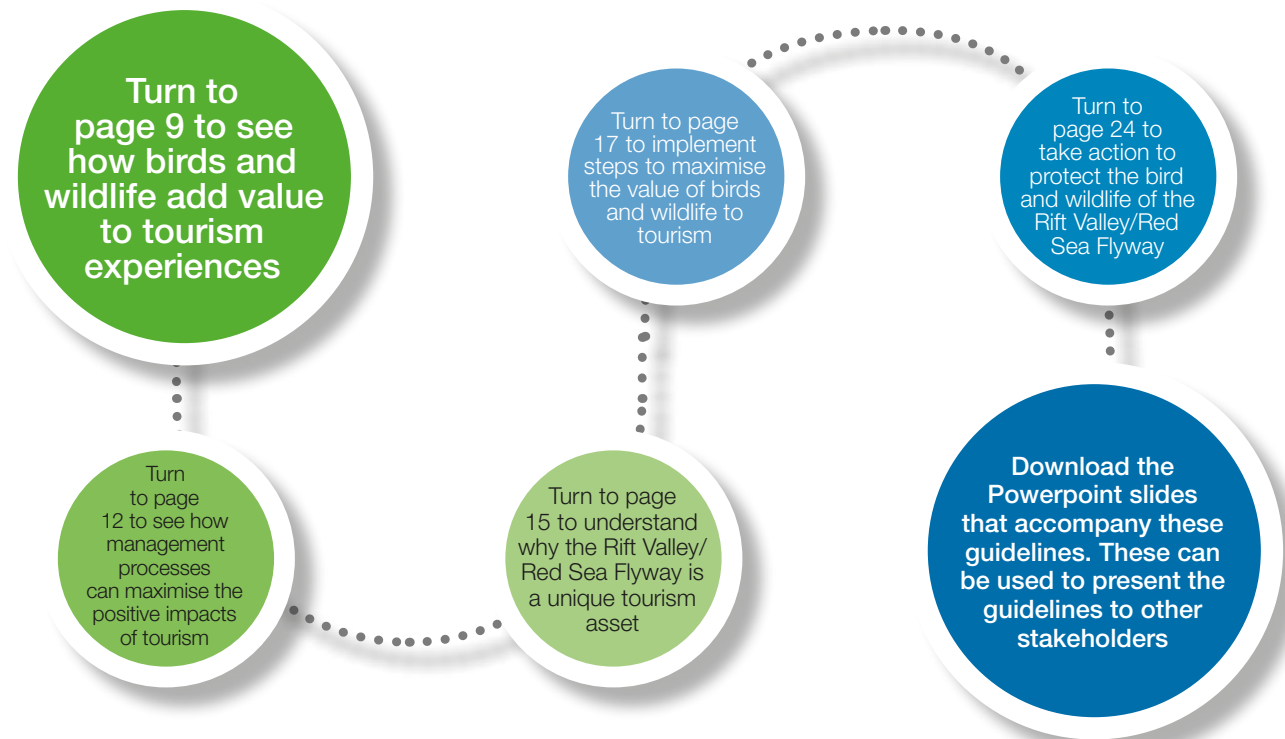 Turn to
page 9 to see
how birds and
wildlife add value
to tourism
experiences
Turn
to page
12 to see how
management
processes
can maximise the
positive impacts
of tourism
Turn to page
15 to understand
why the Rift Valley/
Red Sea Flyway is
a unique tourism
asset
Turn to page
17 to implement
steps to maximise
the value of birds
and wildlife to
tourism
Turn to
page 24 to
take action to
protect the bird
and wildlife of the
Rift Valley/Red
Sea Flyway
Download the
Powerpoint slides
that accompany these
guidelines. These can
be used to present the
guidelines to other
stakeholders